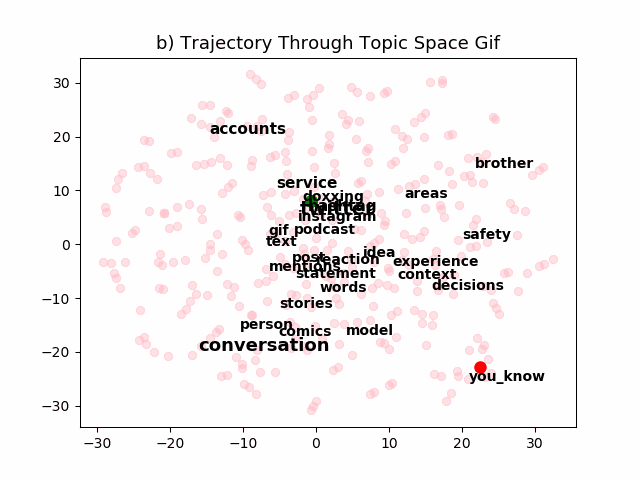 b) Trajectory Through Topic Space Gif
30
20
10
0
−10
−20
−30
−30
−20
−10
0
10
20
30
accounts
brother
service
doxxing
areas
twitter
instagram
gif
podcast
safety
text
post
reaction
idea
experience
mentions
statement
context
words
decisions
stories
person
comics
model
conversation
you_know